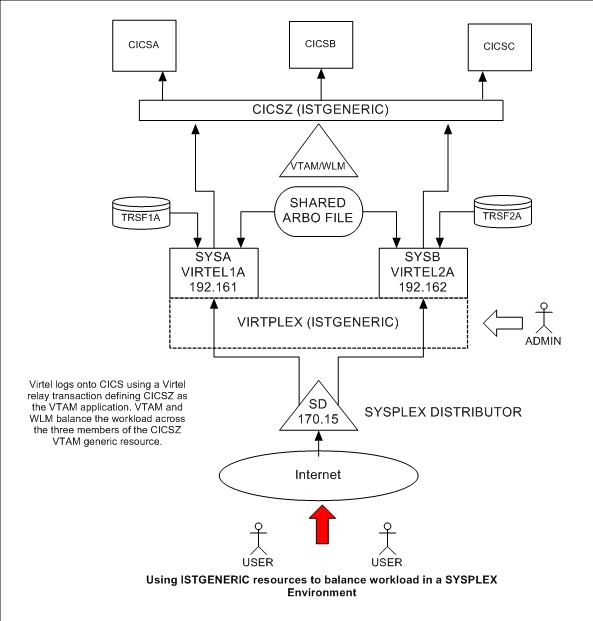 CICSA
CICSB
CICSC
CICSZ (ISTGENERIC)
VTAM/WLM
SHARED
ARBO FILE
TRSF1A
TRSF2A
SYSA
VIRTEL1A
192.161
SYSB
VIRTEL2A
192.162
VIRTPLEX (ISTGENERIC)
ADMIN
Virtel logs onto CICS using a Virtel
relay transaction defining CICSZ as
the VTAM application. VTAM and
WLM balance the workload across
the three members of the CICSZ
VTAM generic resource.
SD
170.15
SYSPLEX DISTRIBUTOR
Internet
USER
USER
Using ISTGENERIC resources to balance workload in a SYSPLEX
Environment